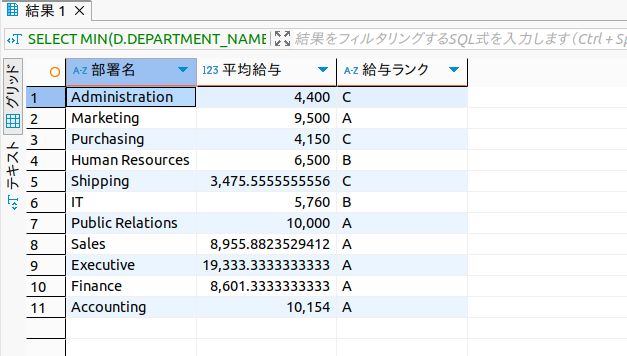 結果 1
SELECT MIN(D.DEPARTMENT_NAME 結果をフィルタリングするSQL式を入力します (Ctrl + Sp
グリッド
テキスト
A-Z 部署名 123 平均給与 A-Z 給与ランク
1 Administration 4,400 C
2 Marketing 9,500 A
3 Purchasing 4,150 C
4 Human Resources 6,500 B
5 Shipping 3,475.5555555556 C
6 IT 5,760 B
7 Public Relations 10,000 A
8 Sales 8,955.8823529412 A
9 Executive 19,333.3333333333 A
10 Finance 8,601.3333333333 A
11 Accounting 10,154 A